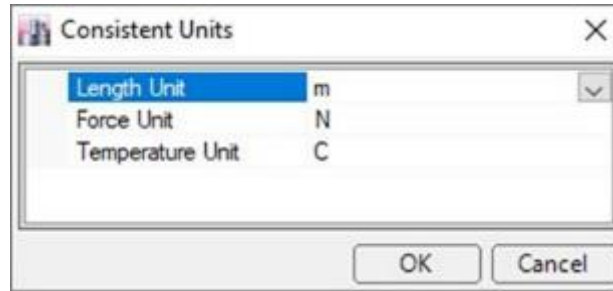 Consistent Units
Length Unit m
Force Unit N
Temperature Unit C
OK Cancel